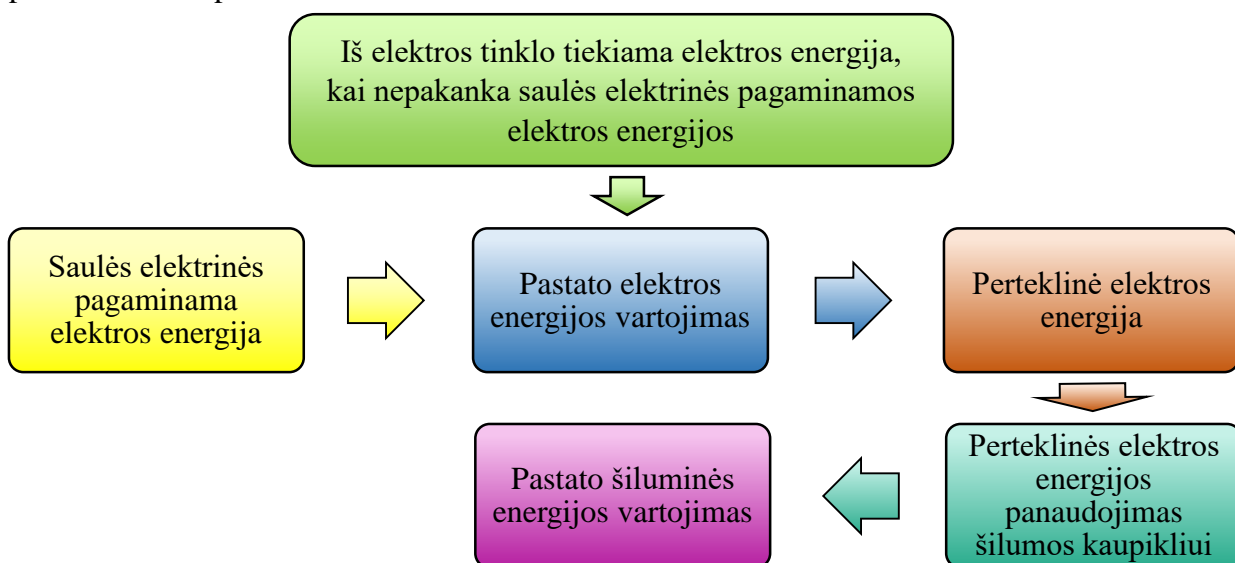 Iš elektros tinklo tiekiama elektros energija,
kai nepakanka saulės elektrinės pagaminamos
elektros energijos
Saulės elektrinės
pagaminama
elektros energija
Pastato elektros
energijos vartojimas
Perteklinė elektros
energija
Pastato šiluminės
energijos vartojimas
Perteklinės elektros
energijos
panaudojimas
šilumos kaupikliui